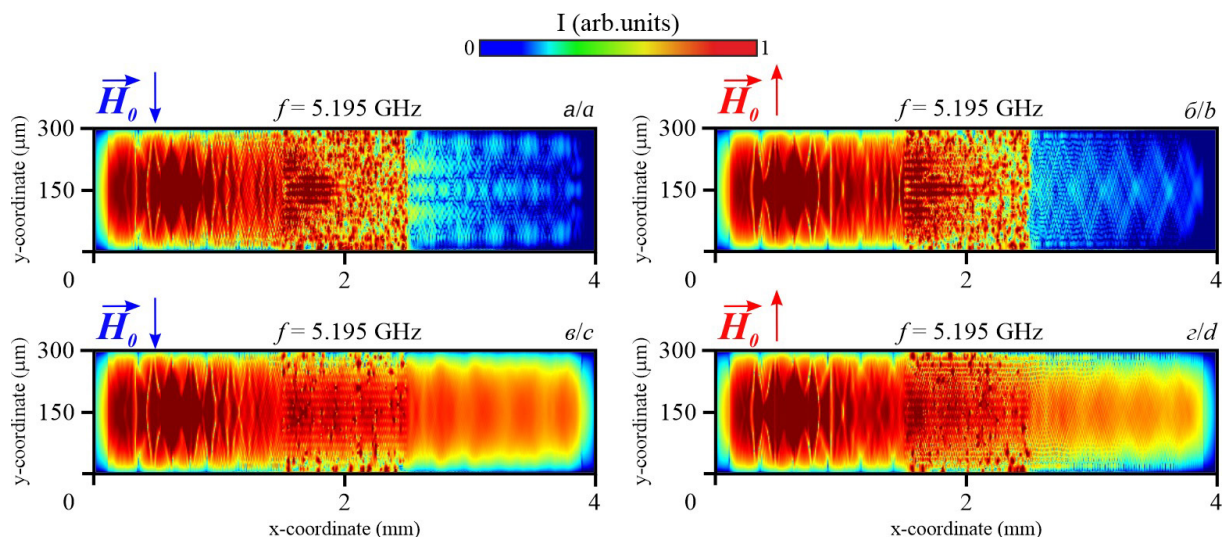 I (arb.units)
0 1
H₀ f = 5.195 GHz а/a
H₀ f = 5.195 GHz б/b
y-coordinate (μm)
300
150
0 2 4
y-coordinate (μm)
300
150
0 2 4
H₀ f = 5.195 GHz в/c
H₀ f = 5.195 GHz г/d
y-coordinate (μm)
300
150
0 2 4
x-coordinate (mm)
y-coordinate (μm)
300
150
0 2 4
x-coordinate (mm)